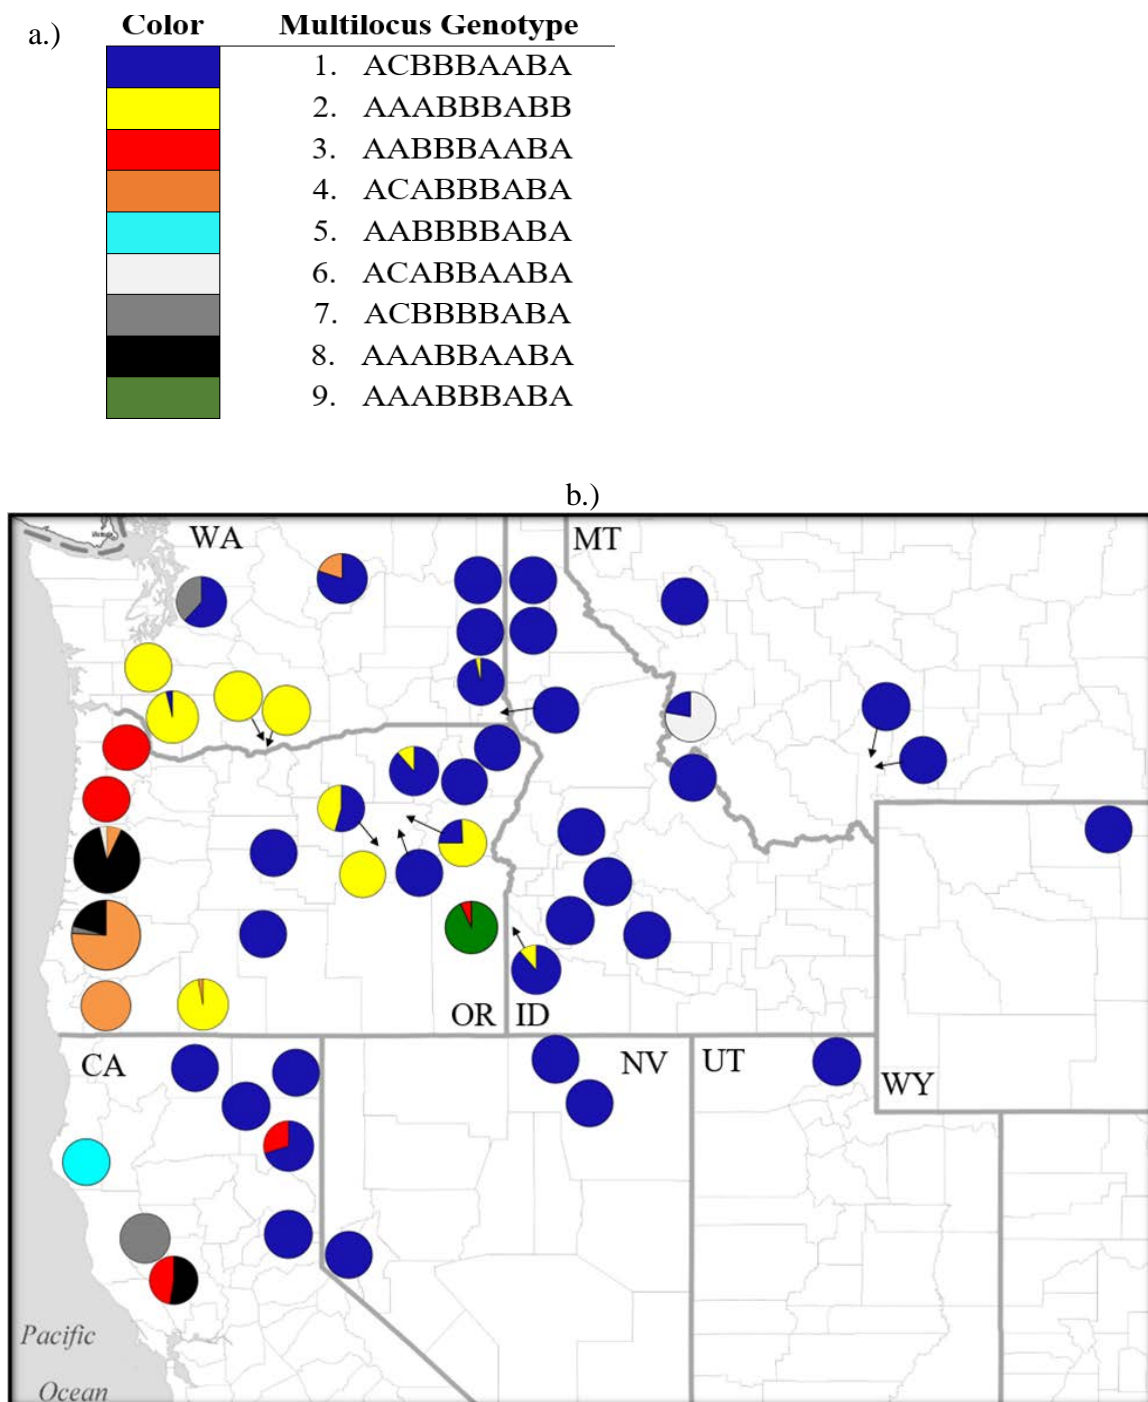 a.)
Color Multilocus Genotype
1. ACBBBAABA
2. AAABBBABB
3. AABBBAABA
4. ACABBBABA
5. AABBBBABA
6. ACABBAABA
7. ACBBBBABA
8. AAABBAABA
9. AAABBBABA
b.)
WA
MT
OR
ID
CA
NV
UT
WY
Pacific
Ocean